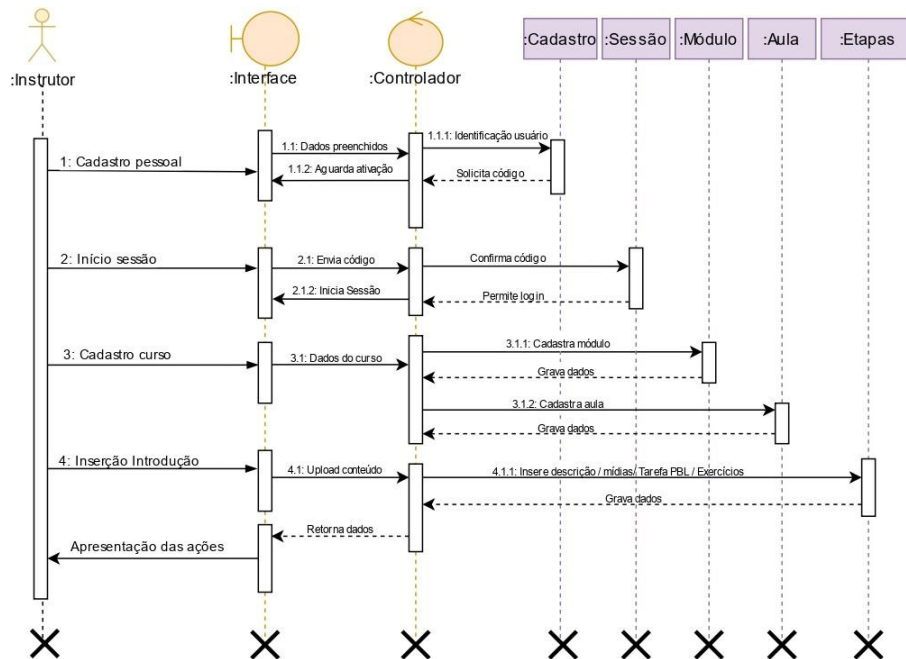 :Instrutor
:Interface
:Controlador
:Cadastro
:Sessão
:Módulo
:Aula
:Etapas
1: Cadastro pessoal
1.1: Dados preenchidos
1.1.1: Identificação usuário
1.1.2: Aguarda ativação
Solicita código
2: Início sessão
2.1: Envia código
Confirma código
2.1.2: Inicia Sessão
Permite login
3: Cadastro curso
3.1: Dados do curso
3.1.1: Cadastra módulo
Grava dados
3.1.2: Cadastra aula
Grava dados
4: Inserção Introdução
4.1: Upload conteúdo
4.1.1: Insere descrição / mídias/ Tarefa PBL / Exercícios
Grava dados
Retorna dados
Apresentação das ações